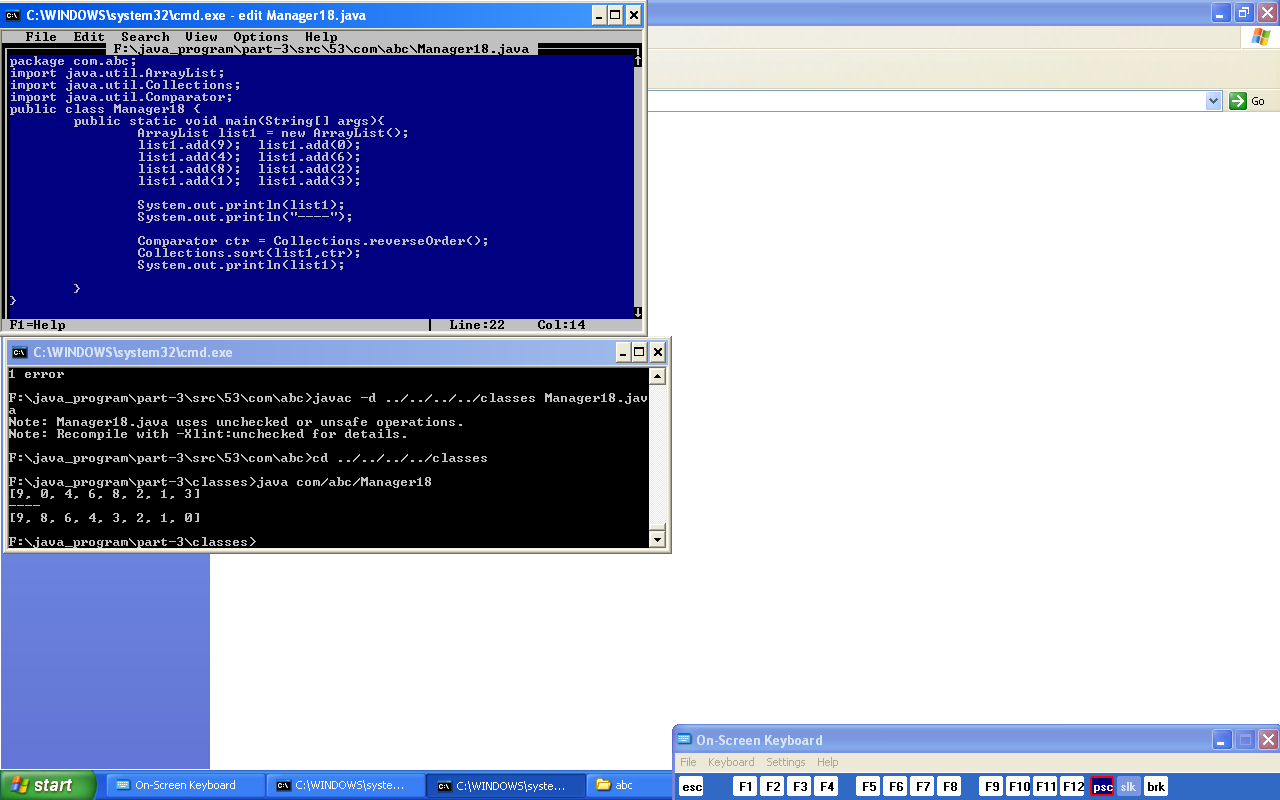 C:\WINDOWS\system32\cmd.exe - edit Manager18.java
File Edit Search View Options Help
F:\java_program\part-3\src\53\com\abc\Manager18.java
package com.abc;
import java.util.ArrayList;
import java.util.Collections;
import java.util.Comparator;
public class Manager18 {
public static void main(String[] args){
ArrayList list1 = new ArrayList();
list1.add(9); list1.add(0);
list1.add(4); list1.add(6);
list1.add(8); list1.add(2);
list1.add(1); list1.add(3);
System.out.println(list1);
System.out.println("----");
Comparator ctr = Collections.reverseOrder();
Collections.sort(list1,ctr);
System.out.println(list1);
}
}
F1=Help Line:22 Col:14
Go
C:\WINDOWS\system32\cmd.exe
1 error
F:\java_program\part-3\src\53\com\abc>javac -d ../../../../classes Manager18.jav
a
Note: Manager18.java uses unchecked or unsafe operations.
Note: Recompile with -Xlint:unchecked for details.
F:\java_program\part-3\src\53\com\abc>cd ../../../../classes
F:\java_program\part-3\classes>java com/abc/Manager18
[9, 0, 4, 6, 8, 2, 1, 3]
----
[9, 8, 6, 4, 3, 2, 1, 0]
F:\java_program\part-3\classes>
On-Screen Keyboard
File Keyboard Settings Help
esc F1 F2 F3 F4 F5 F6 F7 F8 F9 F10 F11 F12 psc slk brk
start On-Screen Keyboard C:\WINDOWS\syste... C:\WINDOWS\syste... abc